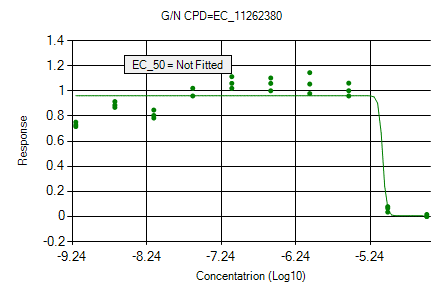 G/N CPD=EC_11262380
EC_50 = Not Fitted
1.4
1.2
1
0.8
0.6
0.4
0.2
0
-0.2
Response
-9.24 -8.24 -7.24 -6.24 -5.24
Concentatrion (Log10)